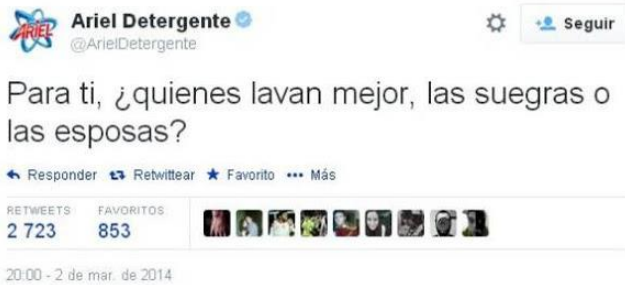 ARIEL
Ariel Detergente
@ArielDetergente
Seguir
Para ti, ¿quienes lavan mejor, las suegras o
las esposas?
Responder Retwittear Favorito ••• Más
RETWEETS FAVORITOS
2 723 853
20:00 - 2 de mar. de 2014